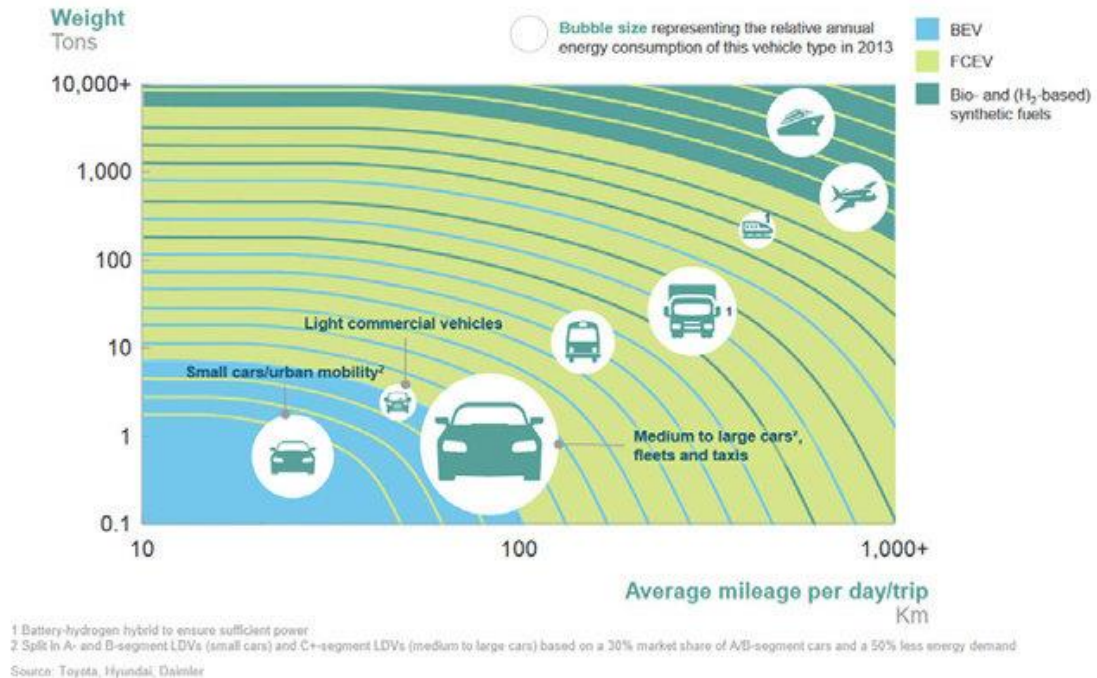 Weight
Tons
Bubble size representing the relative annual
energy consumption of this vehicle type in 2013
BEV
FCEV
Bio- and (H₂-based)
synthetic fuels
10,000+
1,000
100
10
1
0.1
10
100
1,000+
1
1
Light commercial vehicles
Small cars/urban mobility²
Medium to large cars²,
fleets and taxis
Average mileage per day/trip
Km
1 Battery-hydrogen hybrid to ensure sufficient power
2 Split in A- and B-segment LDVs (small cars) and C+-segment LDVs (medium to large cars) based on a 30% market share of A/B-segment cars and a 50% less energy demand
Source: Toyota, Hyundai, Daimler